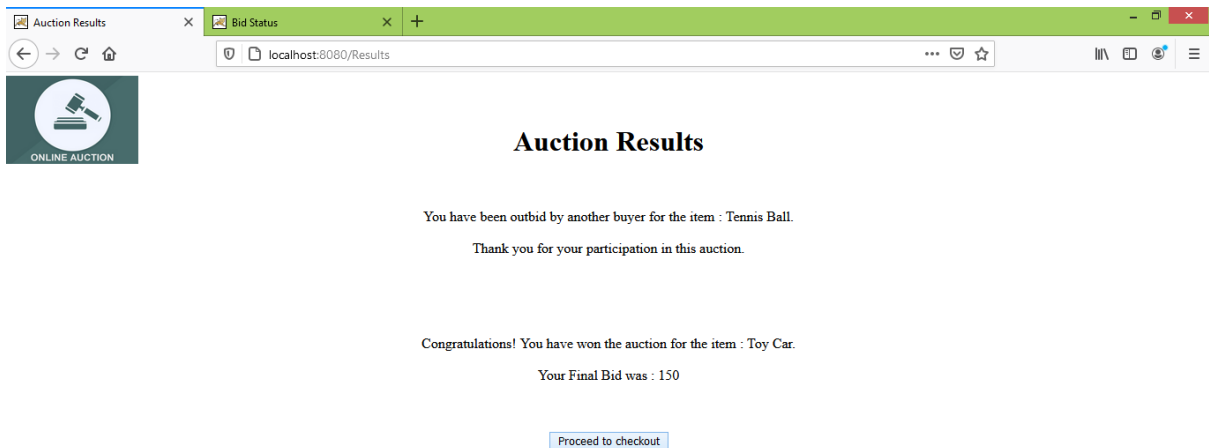 Auction Results
Bid Status
localhost:8080/Results
ONLINE AUCTION
Auction Results
You have been outbid by another buyer for the item : Tennis Ball.
Thank you for your participation in this auction.
Congratulations! You have won the auction for the item : Toy Car.
Your Final Bid was : 150
Proceed to checkout